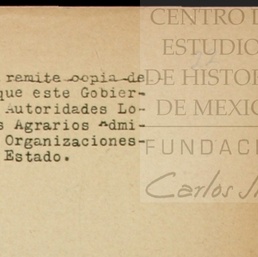 CENTRO D
ESTUDIO
DE HISTO
DE MEXIC
FUNDACI
Carlos
remite copia de
que este Gobier-
Autoridades Lo-
s Agrarios Admi-
Organizaciones-
Estado.